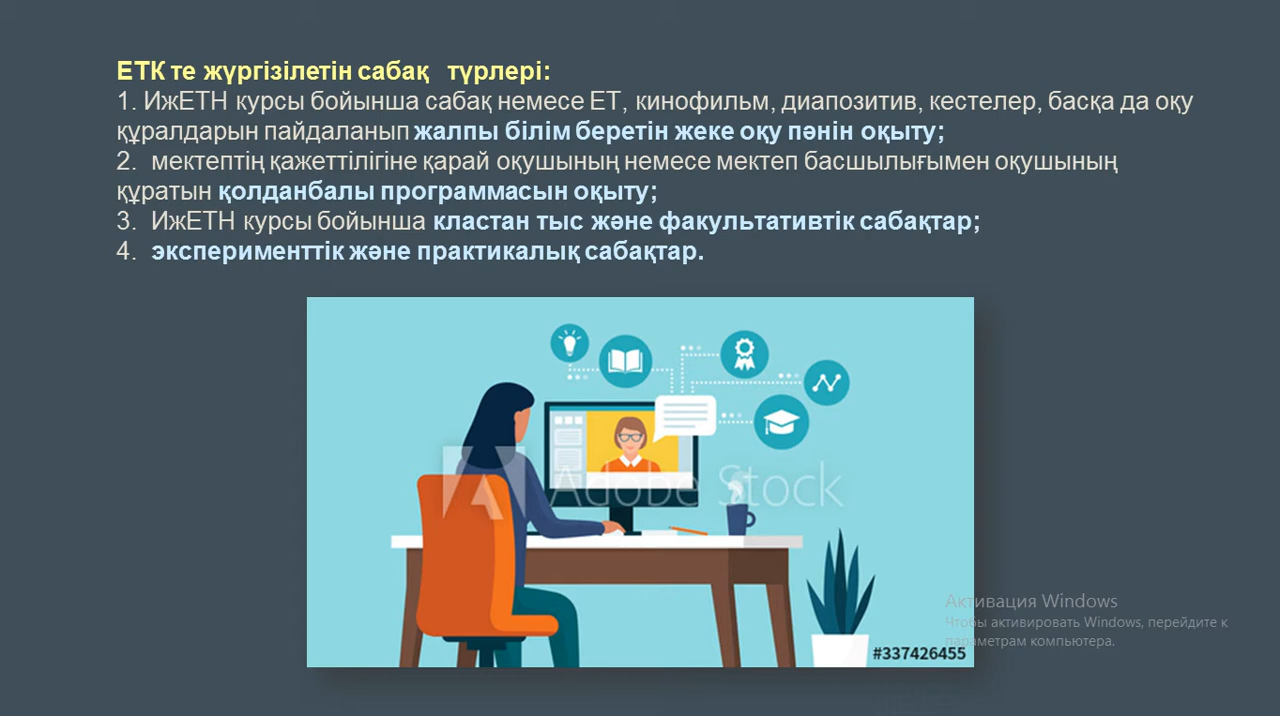 ЕТК те жүргізілетін сабақ түрлері:
1. ИжЕТН курсы бойынша сабақ немесе ЕТ, кинофильм, диапозитив, кестелер, басқа да оқу
құралдарын пайдаланып жалпы білім беретін жеке оқу пәнін оқыту;
2. мектептің қажеттілігіне қарай оқушының немесе мектеп басшылығымен оқушының
құратын қолданбалы программасын оқыту;
3. ИжЕТН курсы бойынша кластан тыс және факультативтік сабақтар;
4. эксперименттік және практикалық сабақтар.
Adobe Stock
#337426455
Активация Windows
Чтобы активировать Windows, перейдите к
параметрам компьютера.